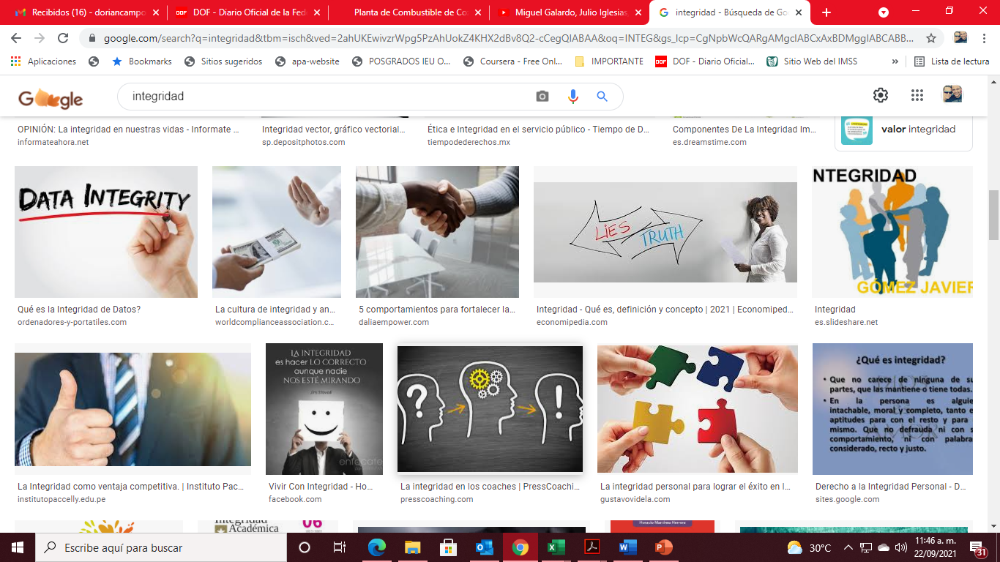 Recibidos (16) - doriancampo
DOF - Diario Oficial de la Fede
Planta de Combustible de Co
Miguel Galardo, Julio Iglesias,
integridad - Búsqueda de Goo
google.com/search?q=integridad&tbm=isch&ved=2ahUKEwivzrWpg5PzAhUokZ4KHX2dBv8Q2-cCegQIABAA&oq=INTEG&gs_lcp=CgNpbWcQARgAMgcIABCxAxBDMggIABCABB...
Aplicaciones
Bookmarks
Sitios sugeridos
apa-website
POSGRADOS IEU O...
Coursera - Free Onl...
IMPORTANTE
DOF - Diario Oficial...
Sitio Web del IMSS
»
Lista de lectura
Google
integridad
OPINIÓN: La integridad en nuestras vidas - Informate ...
informateahora.net
Integridad vector, gráfico vectorial...
sp.depositphotos.com
Ética e Integridad en el servicio público - Tiempo de D...
tiempodederechos.mx
Componentes De La Integridad Im...
es.dreamstime.com
valor integridad
DATA INTEGRITY
LIES
TRUTH
NTEGRIDAD
GÓMEZ JAVIER
Qué es la Integridad de Datos?
ordenadores-y-portatiles.com
La cultura de integridad y an...
worldcomplianceassociation.c...
5 comportamientos para fortalecer la...
daliaempower.com
Integridad - Qué es, definición y concepto | 2021 | Economiped...
economipedia.com
Integridad
es.slideshare.net
LA INTEGRIDAD
es HACER LO CORRECTO
aunque nadie
NOS ESTÉ MIRANDO
Jim Stovall
enfocate
?
!
¿Qué es integridad?
• Que no carece de ninguna de su
partes, que las mantiene o tiene todas.
• En la persona es alguie
intachable, moral y completo, tanto e
aptitudes para con el resto y para
mismo. Que no defrauda ni con s
comportamiento, ni con palabra
considerado, recto y justo.
La Integridad como ventaja competitiva. | Instituto Pac...
institutopaccelly.edu.pe
Vivir Con Integridad - Ho...
facebook.com
La integridad en los coaches | PressCoachi...
presscoaching.com
La integridad personal para lograr el éxito en l...
gustavovidela.com
Derecho a la Integridad Personal - D...
sites.google.com
Integridad
Académica
06
Horacio Martínez Herrera
Escribe aquí para buscar
30°C
11:46 a. m.
22/09/2021
31